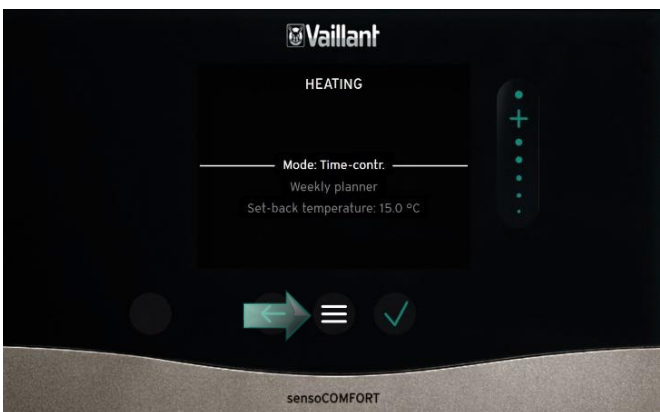 Vaillant
HEATING
Mode: Time-contr.
Weekly planner
Set-back temperature: 15.0 °C
sensoCOMFORT